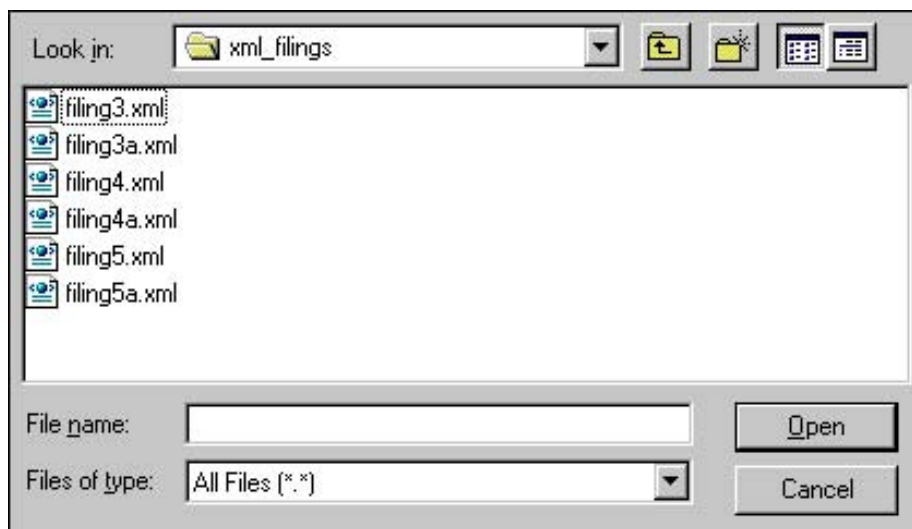 Look in: xml_filings
filing3.xml
filing3a.xml
filing4.xml
filing4a.xml
filing5.xml
filing5a.xml
File name: Open
Files of type: All Files (*.*) Cancel